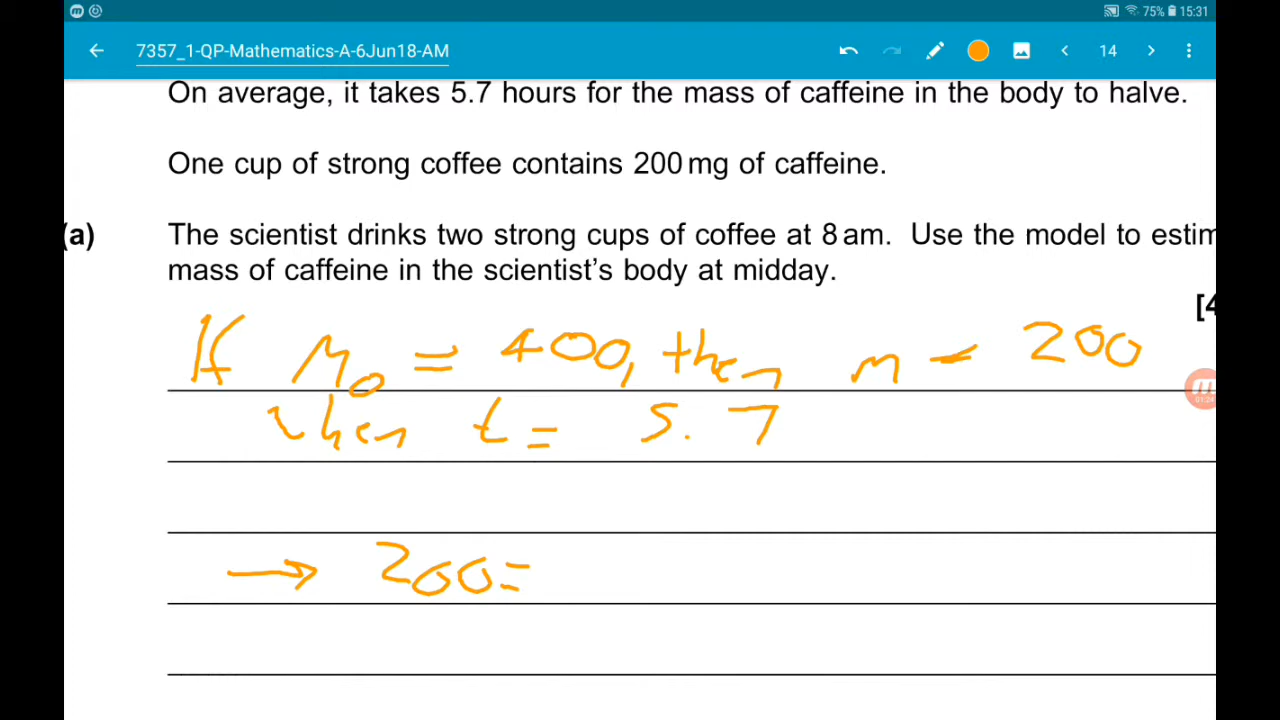 75% 15:31
7357_1-QP-Mathematics-A-6Jun18-AM
14
On average, it takes 5.7 hours for the mass of caffeine in the body to halve.
One cup of strong coffee contains 200 mg of caffeine.
(a) The scientist drinks two strong cups of coffee at 8 am. Use the model to estim
mass of caffeine in the scientist's body at midday.
[4
If M₀ = 400, then m = 200
01:24
when t = 5.7
→ 200=